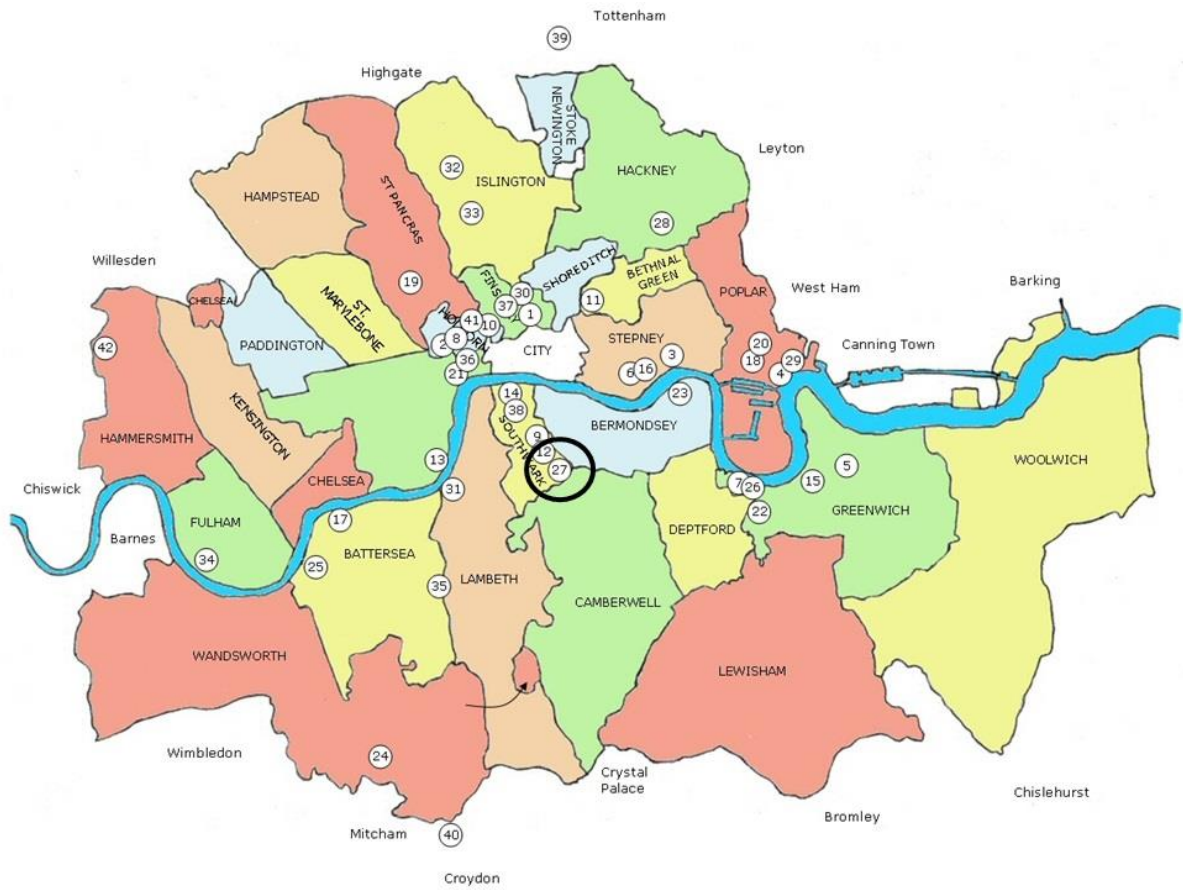 Tottenham
39
Highgate
STOKE
NEWINGTON
Leyton
HACKNEY
32
ISLINGTON
HAMPSTEAD
ST PANCRAS
33
28
SHOREDITCH
BETHNAL
GREEN
Willesden
19
POPLAR
West Ham
Barking
CHELSEA
ST.
MARYLEBONE
30
37
1
11
41
10
PADDINGTON
8
36
21
CITY
STEPNEY
3
6
16
20
18
29
4
Canning Town
42
KENSINGTON
14
38
23
SOUTHWARK
BERMONDSEY
HAMMERSMITH
9
12
27
13
5
WOOLWICH
CHELSEA
31
7
26
15
Chiswick
22
GREENWICH
17
FULHAM
DEPTFORD
Barnes
34
25
BATTERSEA
35
LAMBETH
CAMBERWELL
WANDSWORTH
LEWISHAM
Wimbledon
24
Crystal
Palace
Chislehurst
Mitcham
40
Bromley
Croydon